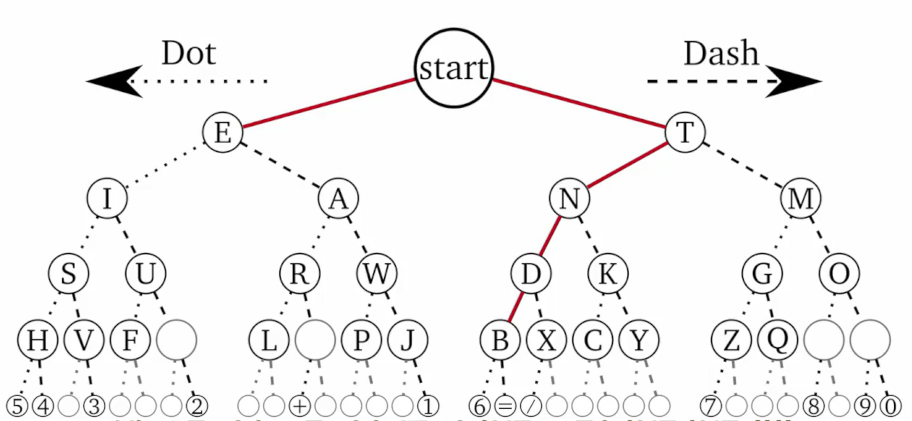 Dot start Dash
E T
I A N M
S U R W D K G O
H V F L P J B X C Y Z Q
5 4 3 2 + 1 6 = / 7 8 9 0